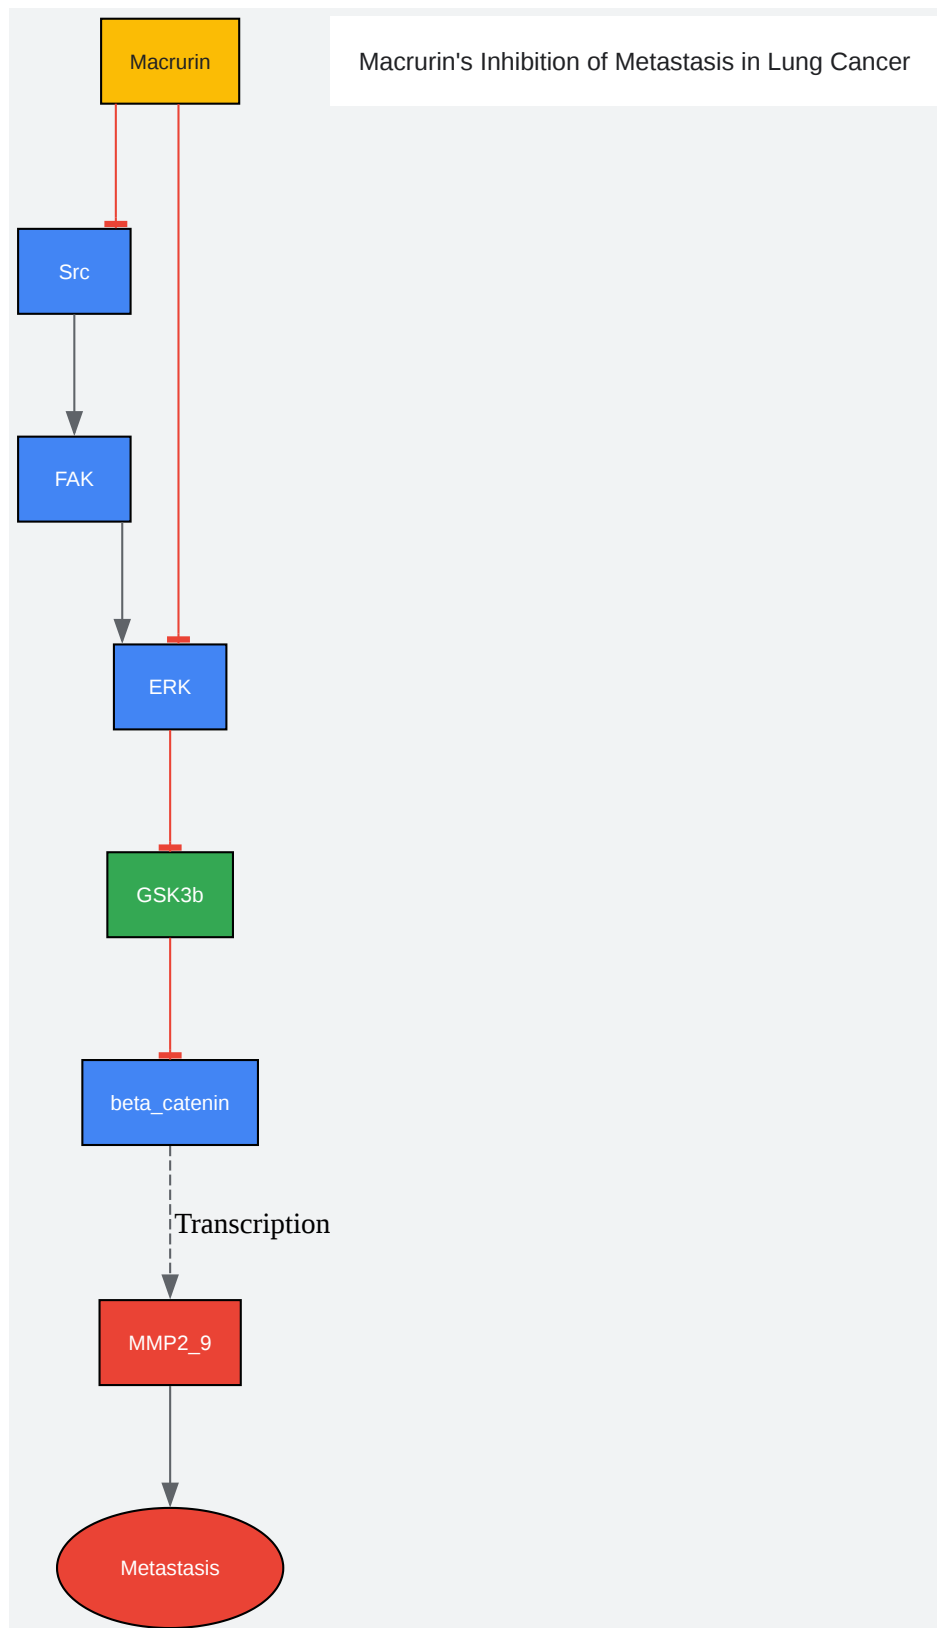 Macrurin
Macrurin's Inhibition of Metastasis in Lung Cancer
Src
FAK
ERK
GSK3b
beta_catenin
Transcription
MMP2_9
Metastasis